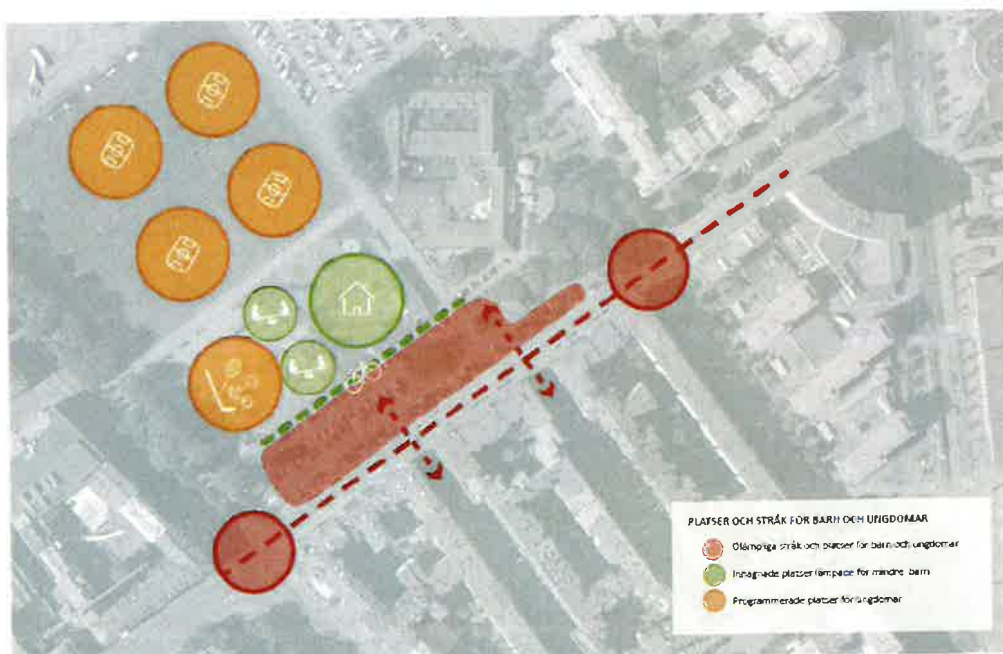 PLATSER OCH STRÅK FÖR BARN OCH UNGDOMAR
Olämpliga stråk och platser för barn och ungdomar
Inhägnade platser lämpade för mindre barn
Programmerade platser för ungdomar